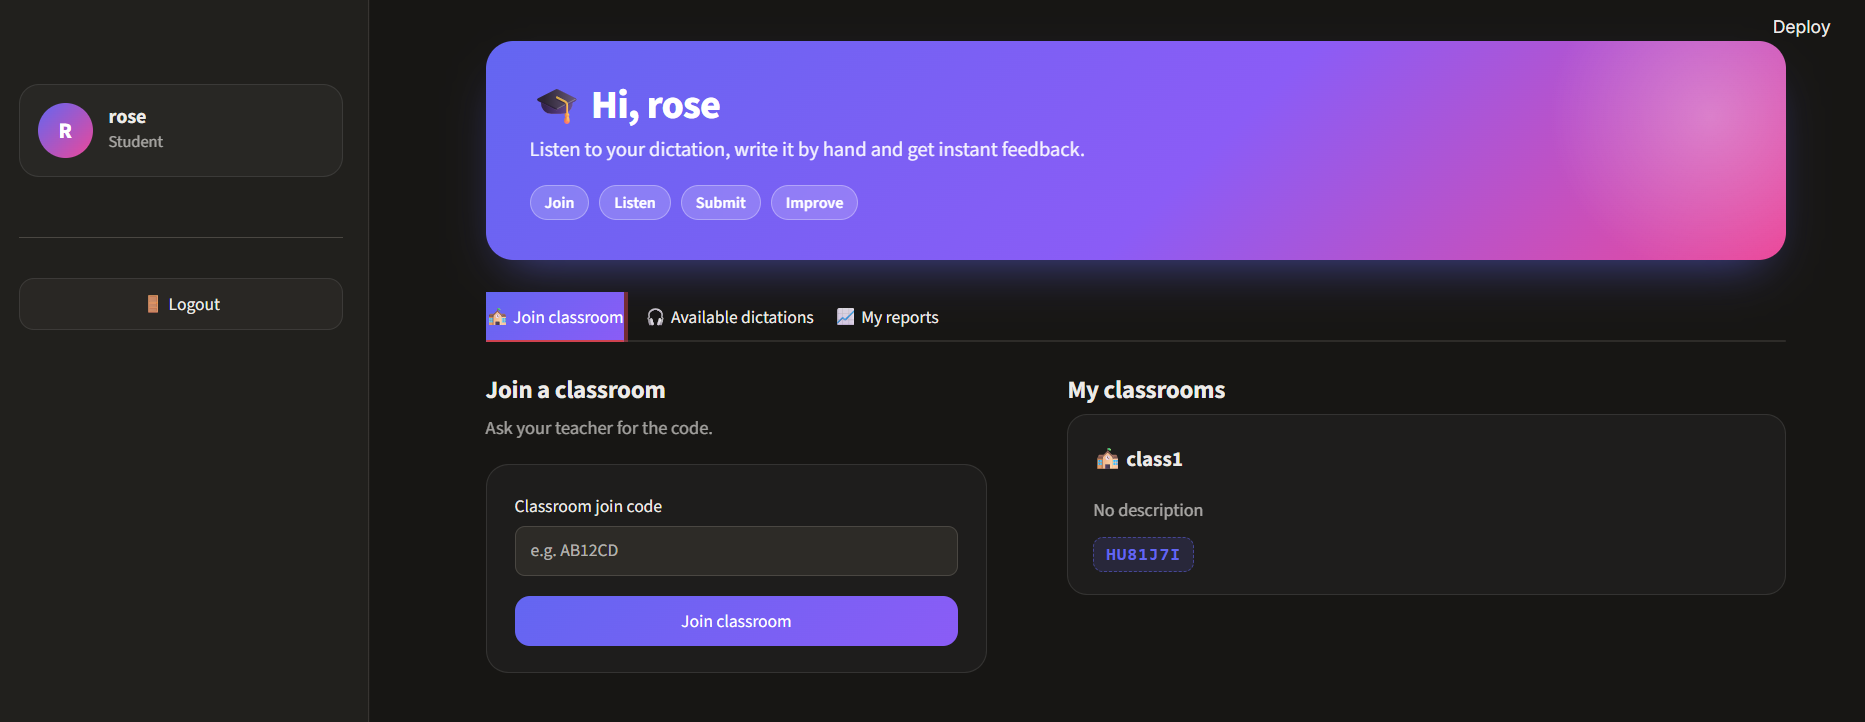 Deploy
R
rose
Student
Logout
Hi, rose
Listen to your dictation, write it by hand and get instant feedback.
Join Listen Submit Improve
Join classroom Available dictations My reports
Join a classroom
Ask your teacher for the code.
Classroom join code
e.g. AB12CD
Join classroom
My classrooms
class1
No description
HU81J7I